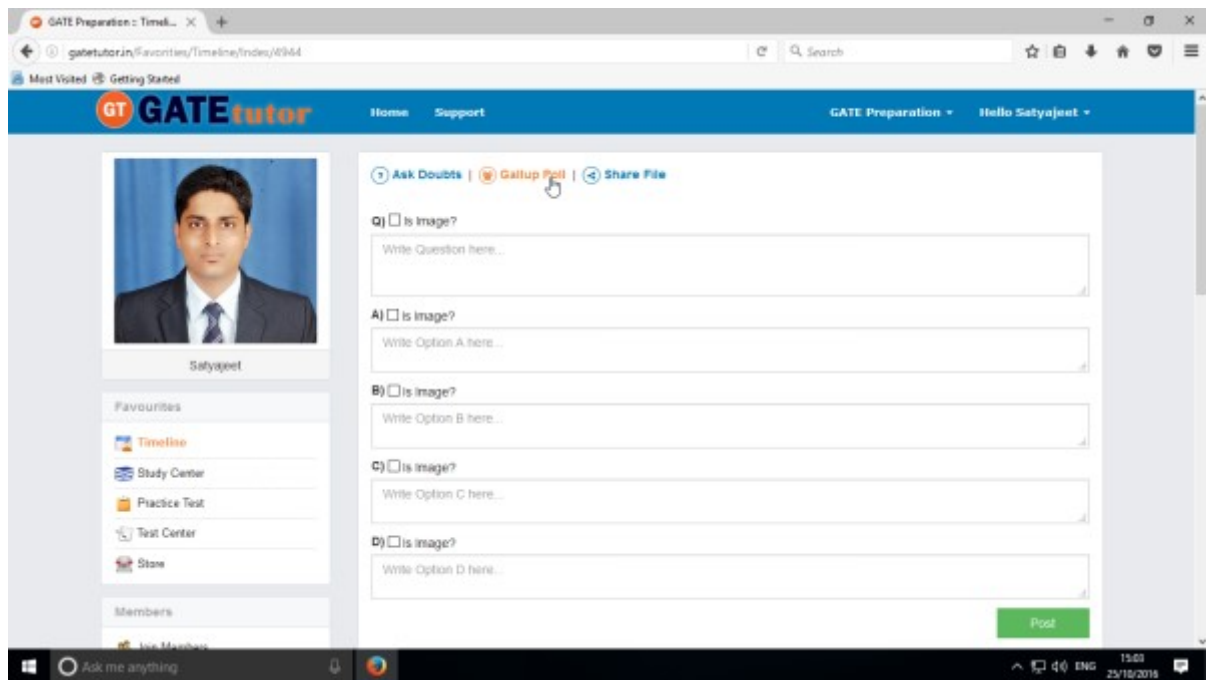 GATE Preparation :: Timeli...
gatetutor.in/Favorities/Timeline/Index/4944
Search
Most Visited Getting Started
GT GATEtutor Home Support GATE Preparation Hello Satyajeet
Ask Doubts | Gallup Poll | Share File
Q) Is Image?
Write Question here...
A) Is Image?
Write Option A here...
Satyajeet
B) Is Image?
Write Option B here...
Favourites
Timeline
Study Center
C) Is Image?
Write Option C here...
Practice Test
Test Center
D) Is Image?
Write Option D here...
Store
Members
Post
Join Members
Ask me anything
ENG
15:03
25/10/2016